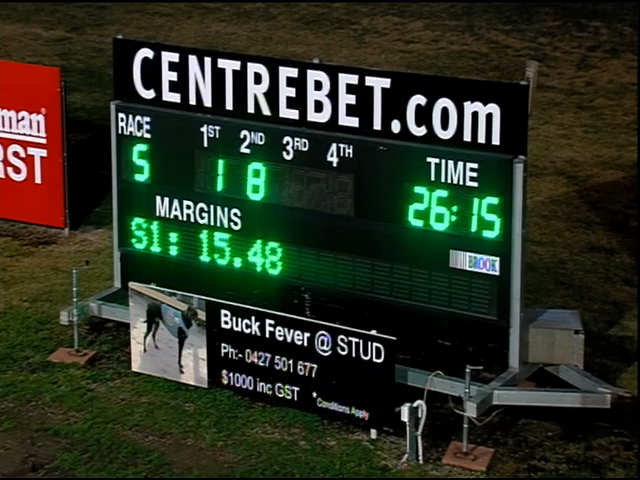 CENTREBET.com
man
RST
RACE 1ST 2ND 3RD 4TH TIME
5 1 8 26:15
MARGINS
S1: 15.48
BROOK
Buck Fever @ STUD
Ph:- 0427 501 677
$1000 inc GST *Conditions Apply